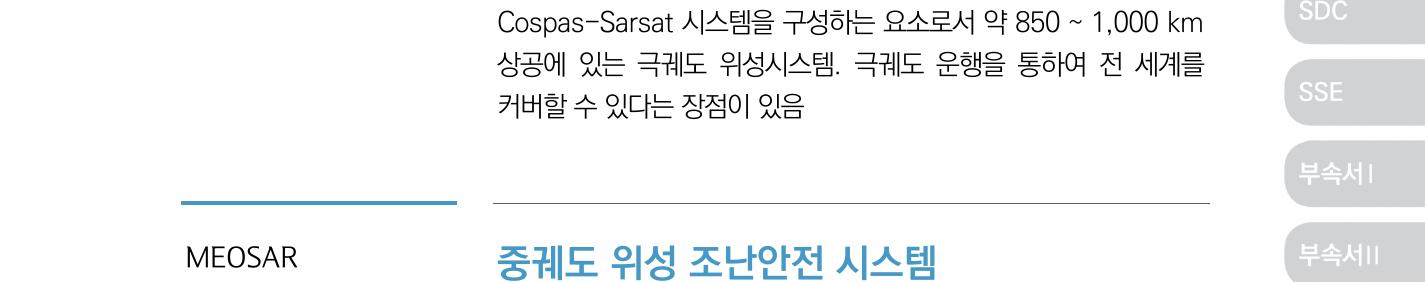 Cospas-Sarsat 시스템을 구성하는 요소로서 약 850 ~ 1,000 km
상공에 있는 극궤도 위성시스템. 극궤도 운행을 통하여 전 세계를
커버할 수 있다는 장점이 있음
MEOSAR
중궤도 위성 조난안전 시스템
SDC
SSE
부속서Ⅰ
부속서Ⅱ